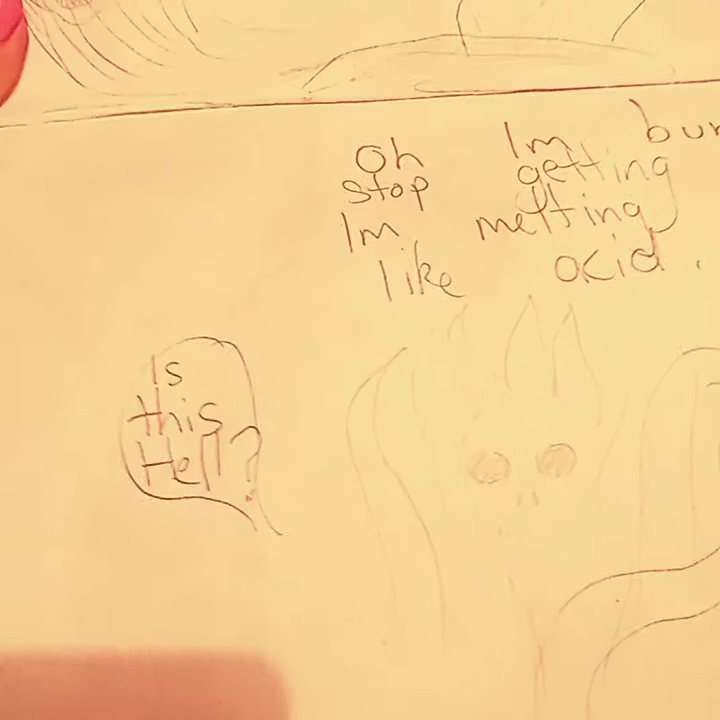 Oh Im
stop getting
Im melting
like acid.
Is
this
Hell?